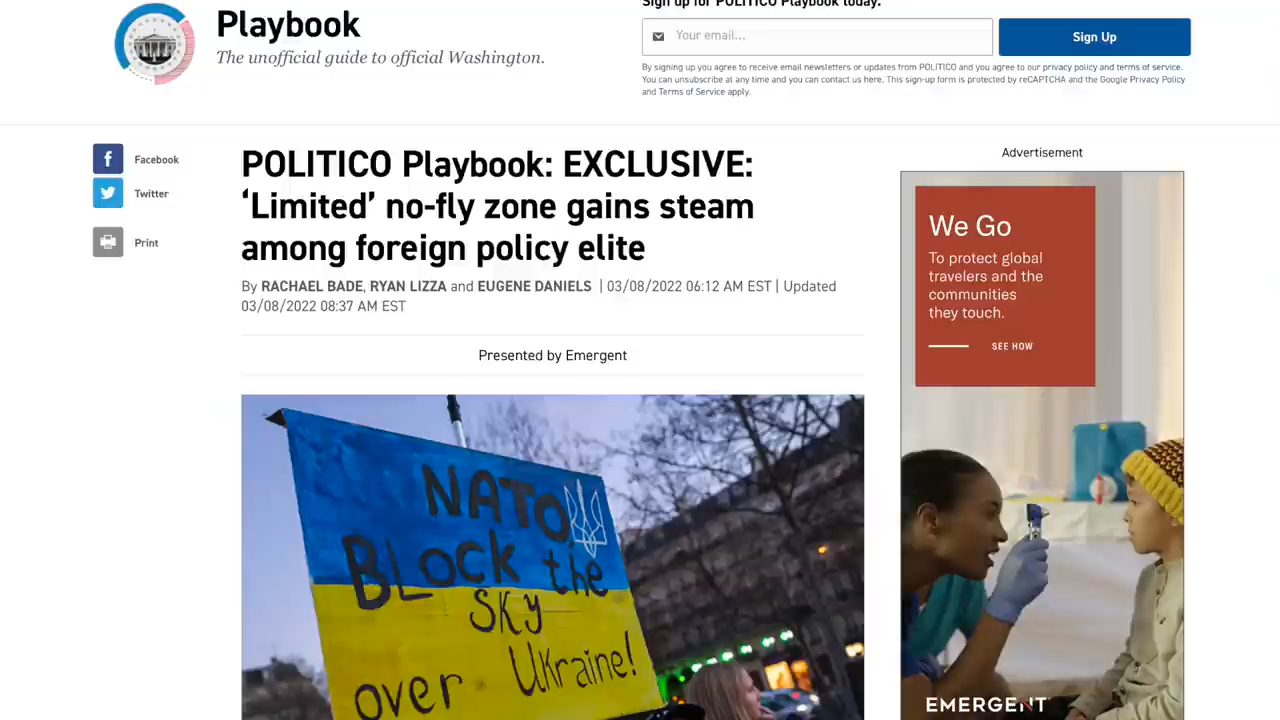 Playbook
The unofficial guide to official Washington.
Sign up for POLITICO Playbook today.
Your email...
Sign Up
By signing up you agree to receive email newsletters or updates from POLITICO and you agree to our privacy policy and terms of service.
You can unsubscribe at any time and you can contact us here. This sign-up form is protected by reCAPTCHA and the Google Privacy Policy
and Terms of Service apply.
Facebook
Twitter
Print
POLITICO Playbook: EXCLUSIVE:
‘Limited’ no-fly zone gains steam
among foreign policy elite
By RACHAEL BADE, RYAN LIZZA and EUGENE DANIELS | 03/08/2022 06:12 AM EST | Updated
03/08/2022 08:37 AM EST
Presented by Emergent
NATO
BLOCK the
SKY
over Ukraine!
Advertisement
We Go
To protect global
travelers and the
communities
they touch.
SEE HOW
EMERGENT